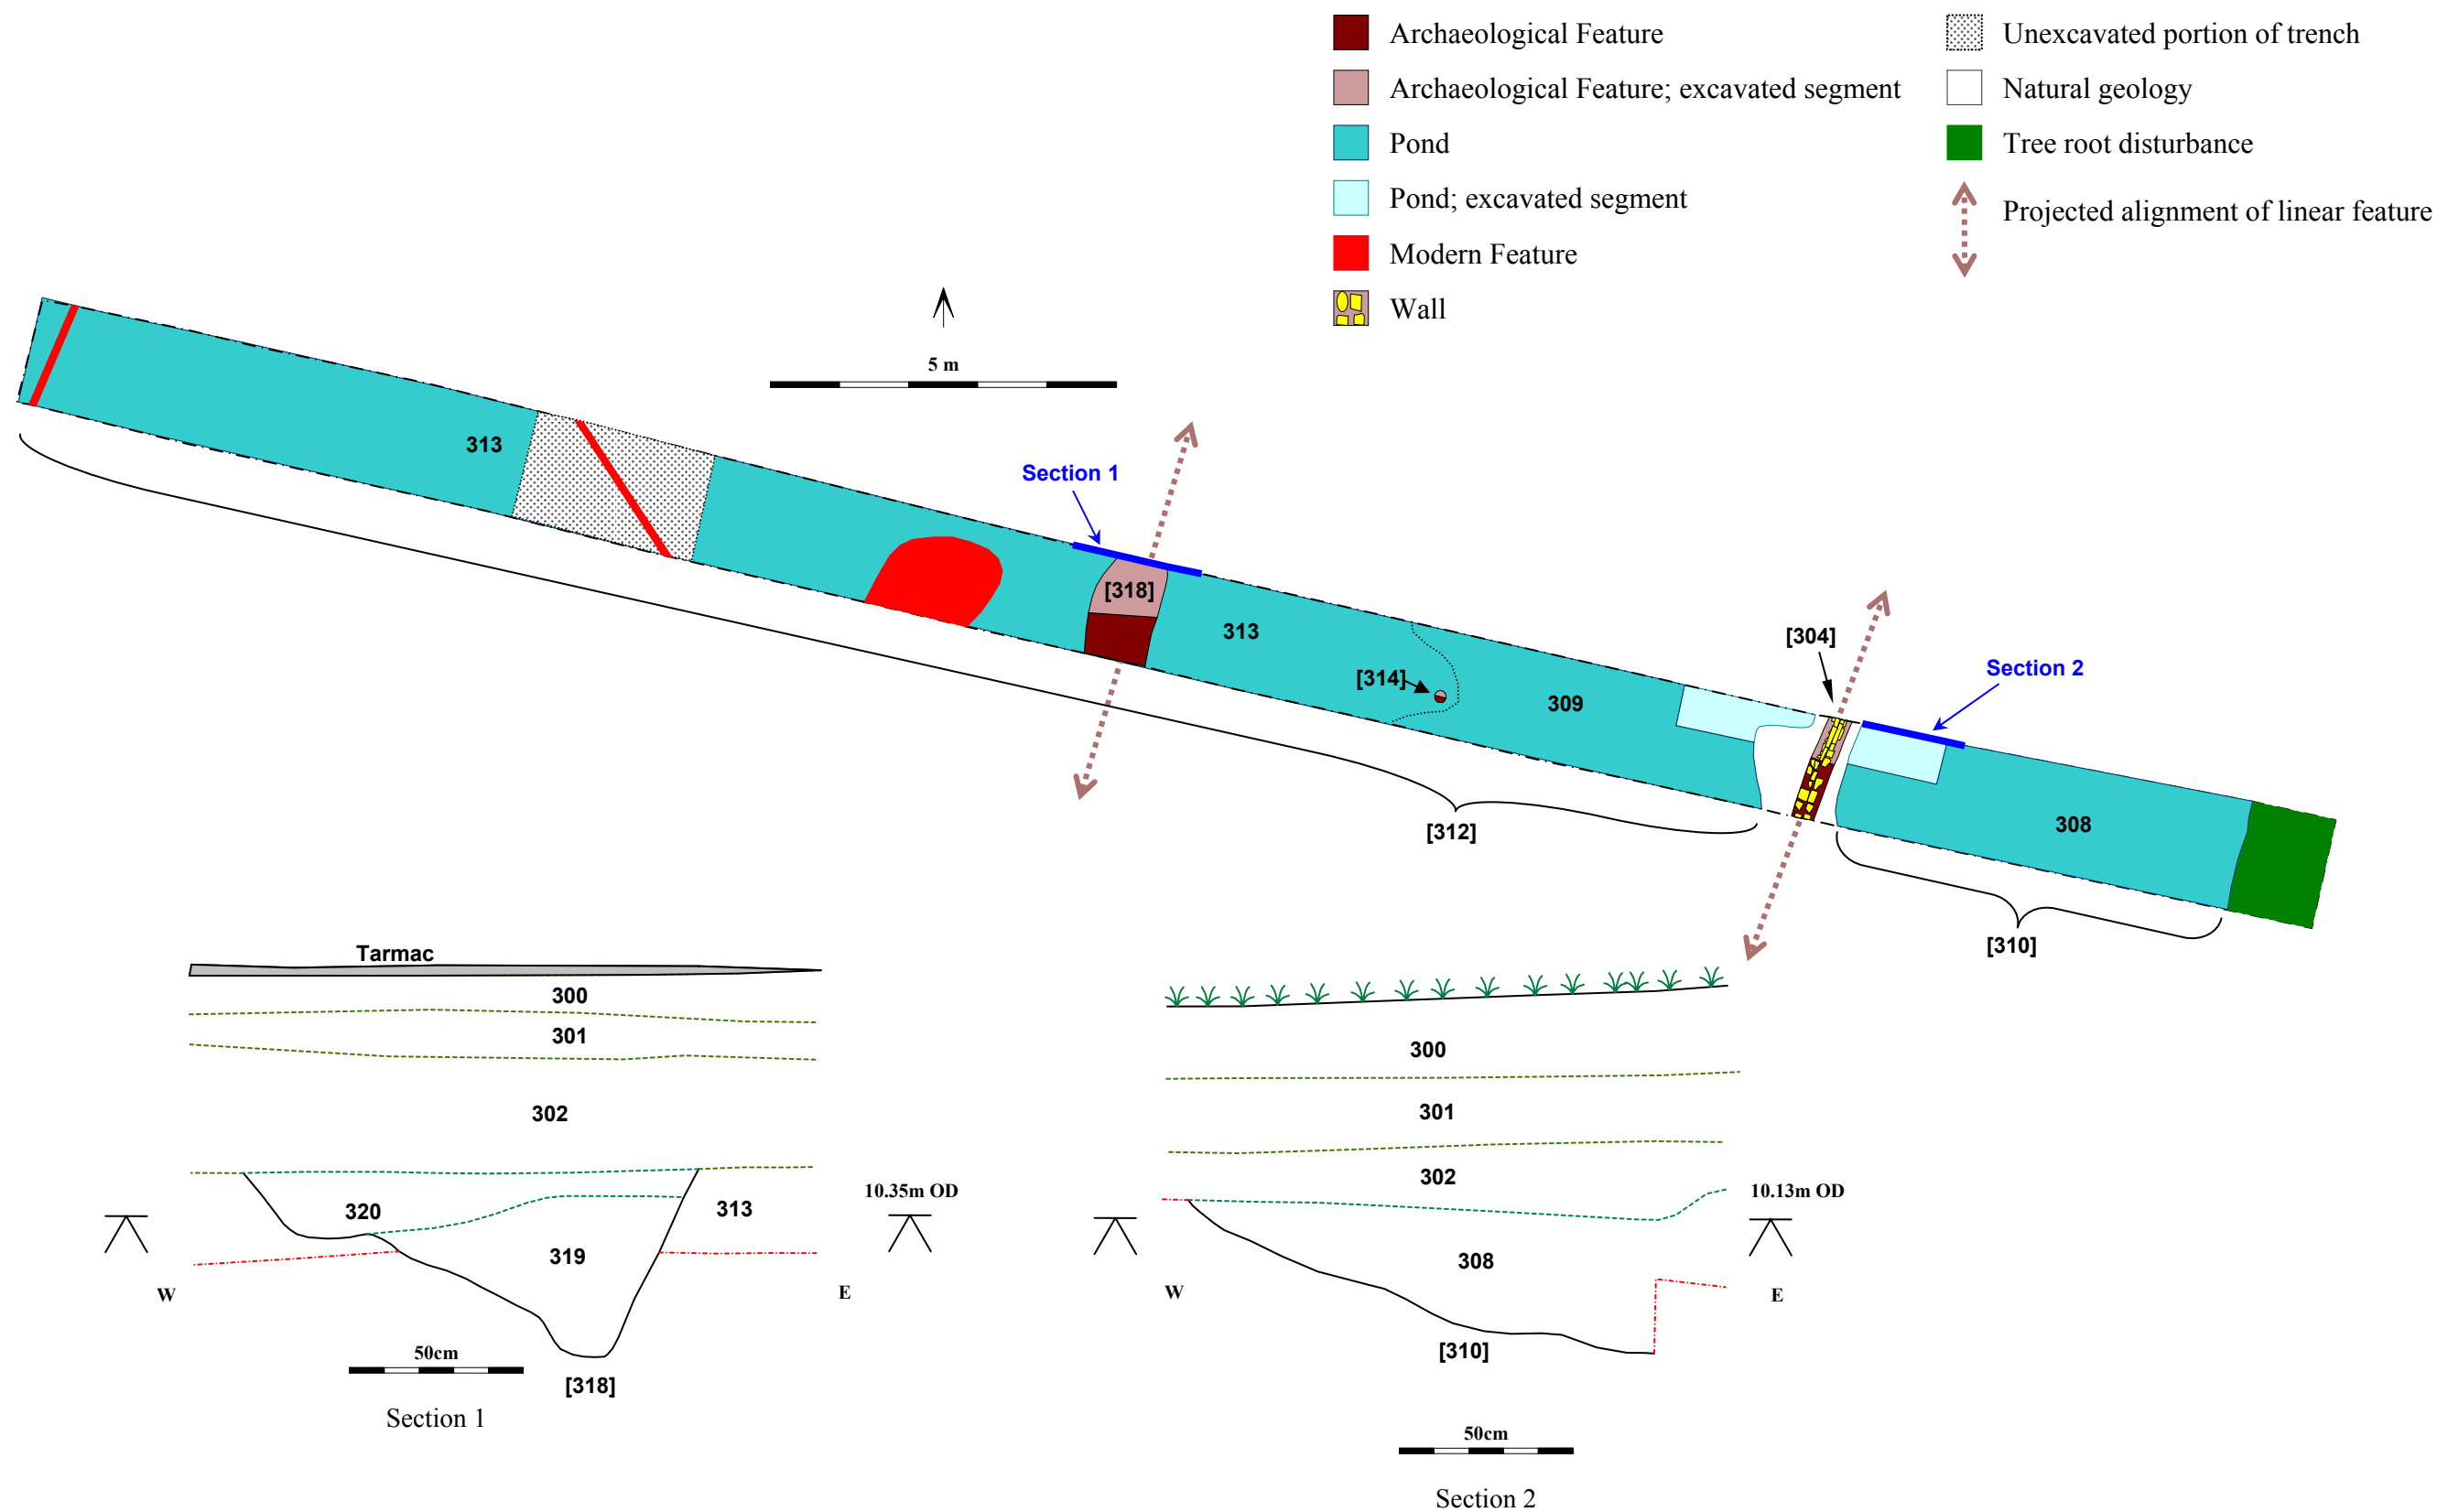 Archaeological Feature
Archaeological Feature; excavated segment
Pond
Pond; excavated segment
Modern Feature
Wall
Unexcavated portion of trench
Natural geology
Tree root disturbance
Projected alignment of linear feature
5 m
313
Section 1
[318]
313
[314]
309
[304]
Section 2
308
[312]
[310]
Tarmac
300
301
302
320
319
313
10.35m OD
W
E
50cm
[318]
Section 1
300
301
302
308
10.13m OD
W
E
[310]
50cm
Section 2